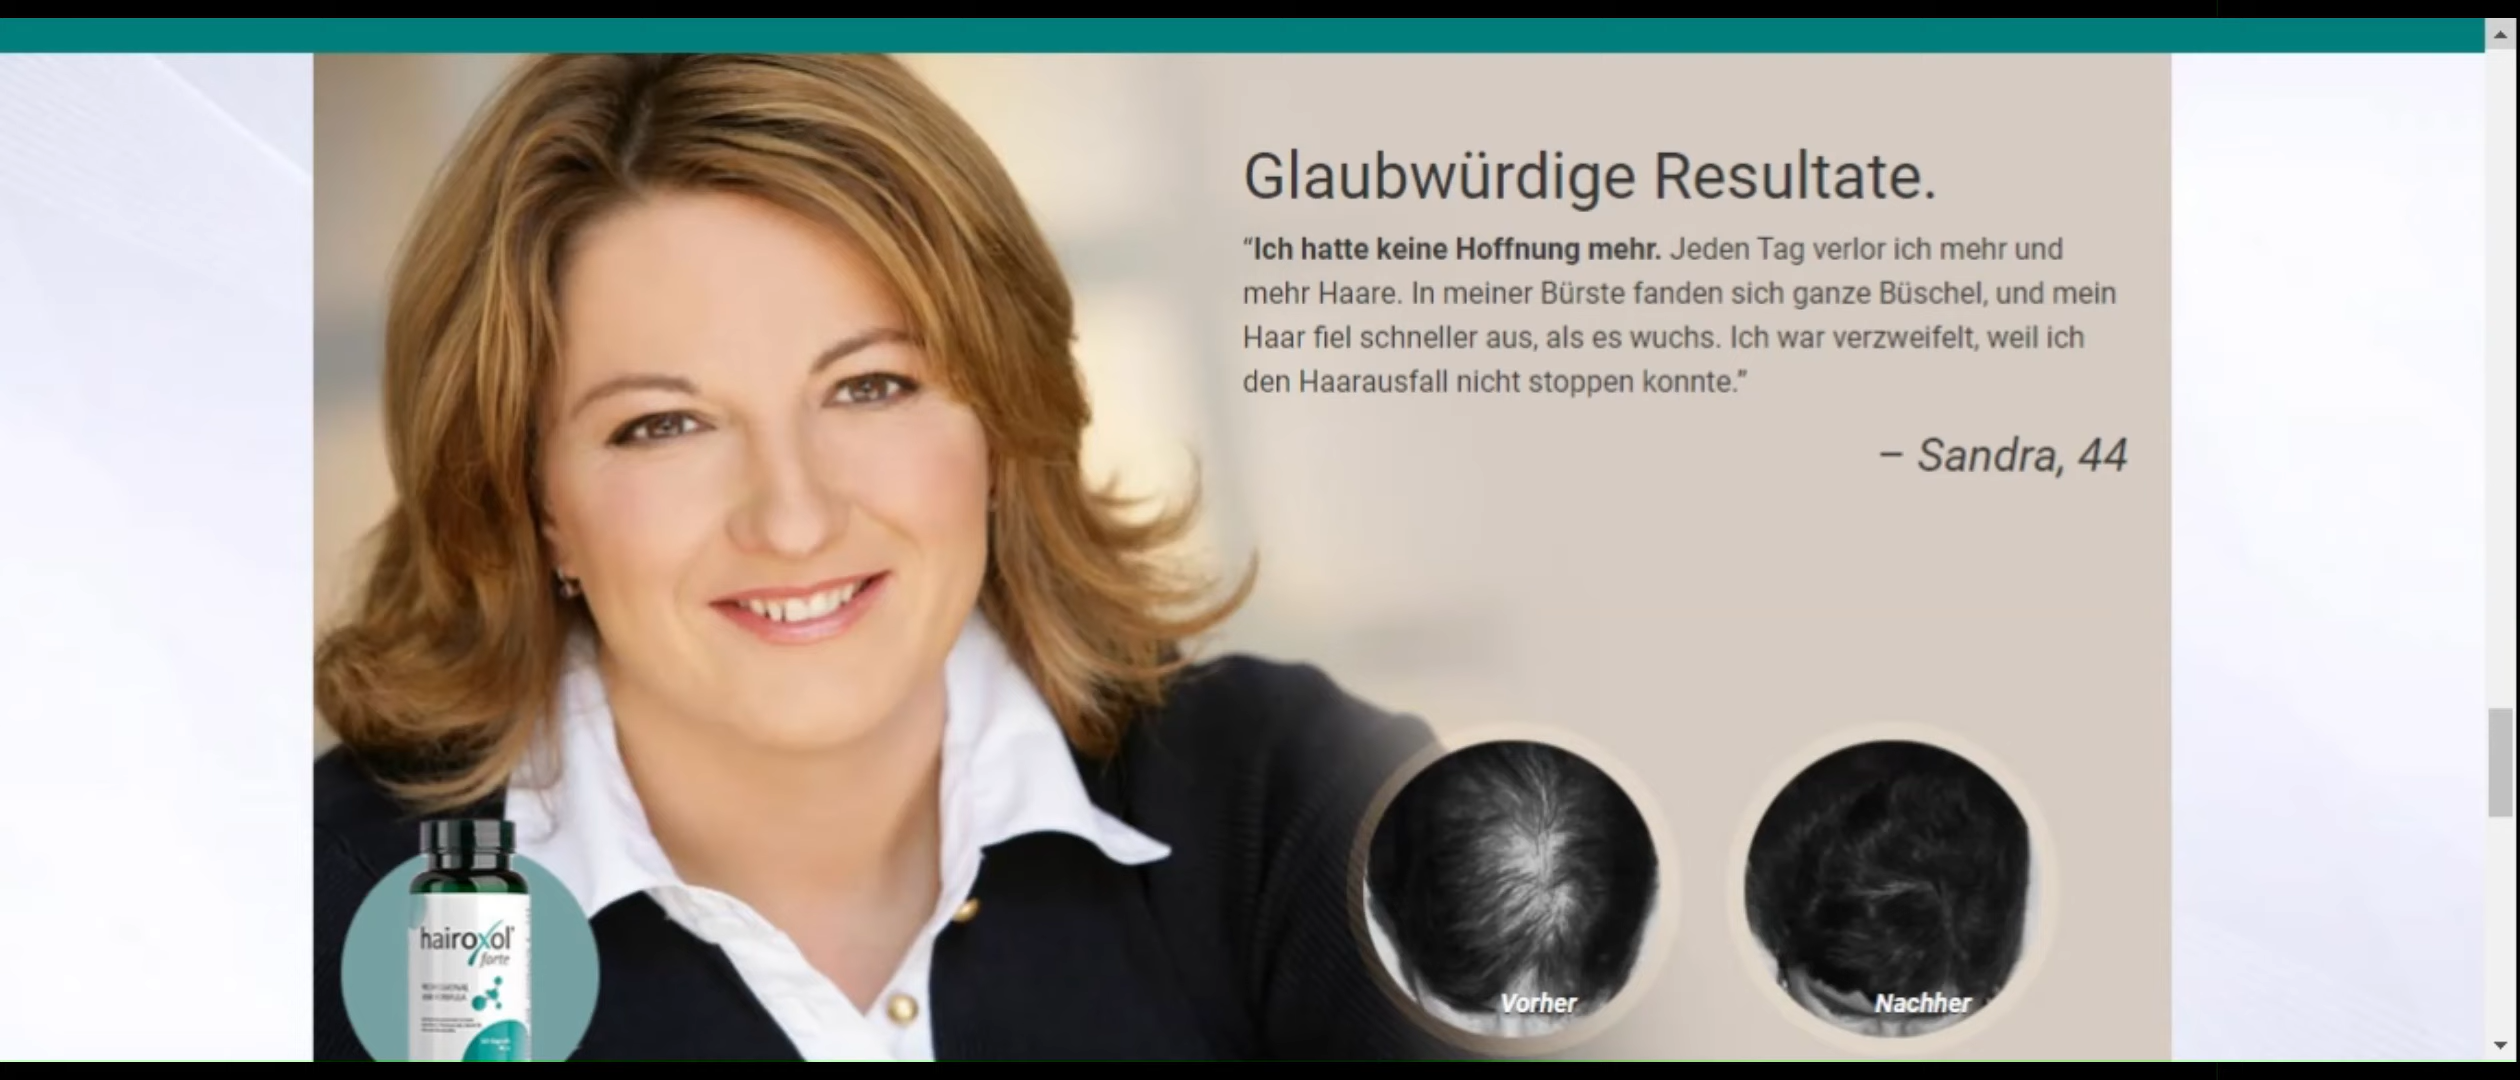 Glaubwürdige Resultate.
“Ich hatte keine Hoffnung mehr. Jeden Tag verlor ich mehr und
mehr Haare. In meiner Bürste fanden sich ganze Büschel, und mein
Haar fiel schneller aus, als es wuchs. Ich war verzweifelt, weil ich
den Haarausfall nicht stoppen konnte.”
– Sandra, 44
hairoxol
forte
Vorher
Nachher